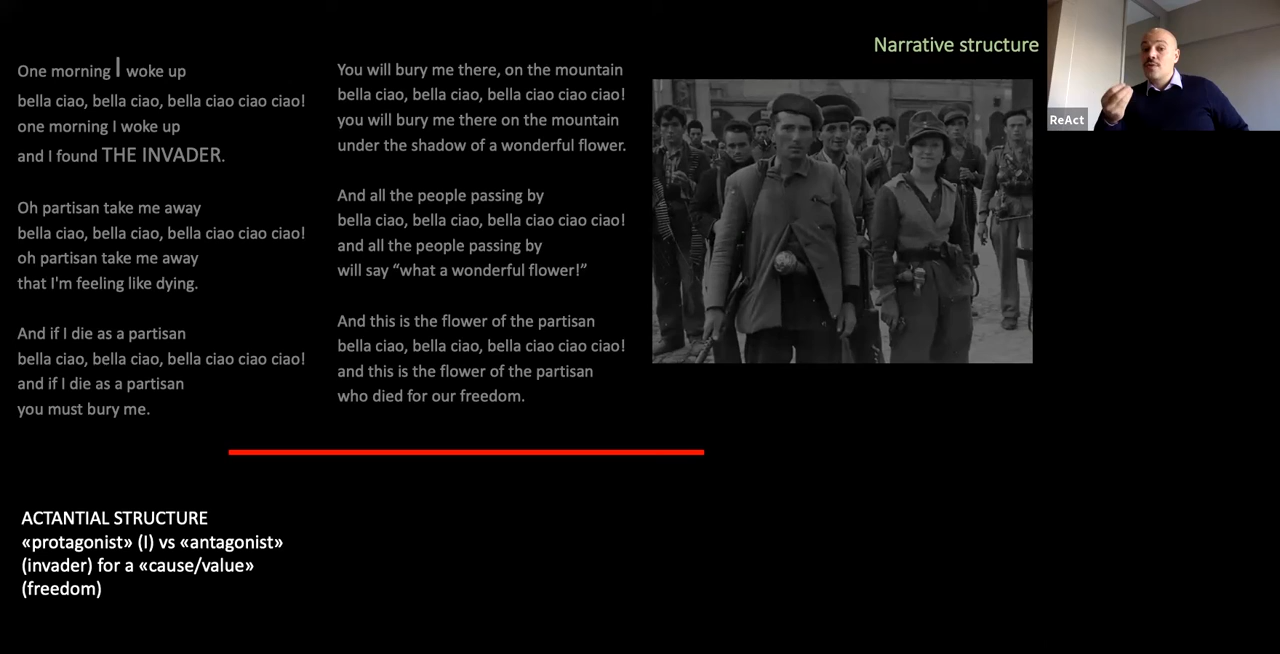 Narrative structure
One morning I woke up
bella ciao, bella ciao, bella ciao ciao ciao!
one morning I woke up
and I found THE INVADER.
Oh partisan take me away
bella ciao, bella ciao, bella ciao ciao ciao!
oh partisan take me away
that I'm feeling like dying.
And if I die as a partisan
bella ciao, bella ciao, bella ciao ciao ciao!
and if I die as a partisan
you must bury me.
You will bury me there, on the mountain
bella ciao, bella ciao, bella ciao ciao ciao!
you will bury me there on the mountain
under the shadow of a wonderful flower.
And all the people passing by
bella ciao, bella ciao, bella ciao ciao ciao!
and all the people passing by
will say “what a wonderful flower!”
And this is the flower of the partisan
bella ciao, bella ciao, bella ciao ciao ciao!
and this is the flower of the partisan
who died for our freedom.
ReAct
ACTANTIAL STRUCTURE
«protagonist» (I) vs «antagonist»
(invader) for a «cause/value»
(freedom)